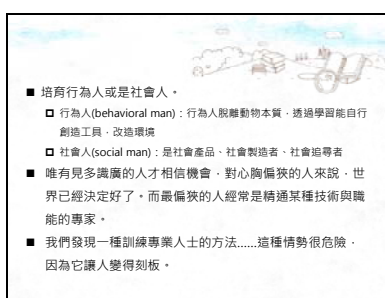 ■ 培育行為人或是社會人。
行為人(behavioral man)：行為人脫離動物本質，透過學習能自行
創造工具，改造環境
社會人(social man)：是社會產品、社會製造者、社會追尋者
■ 唯有見多識廣的人才相信機會，對心胸偏狹的人來說，世
界已經決定好了。而最偏狹的人經常是精通某種技術與職
能的專家。
■ 我們發現一種訓練專業人士的方法......這種情勢很危險，
因為它讓人變得刻板。